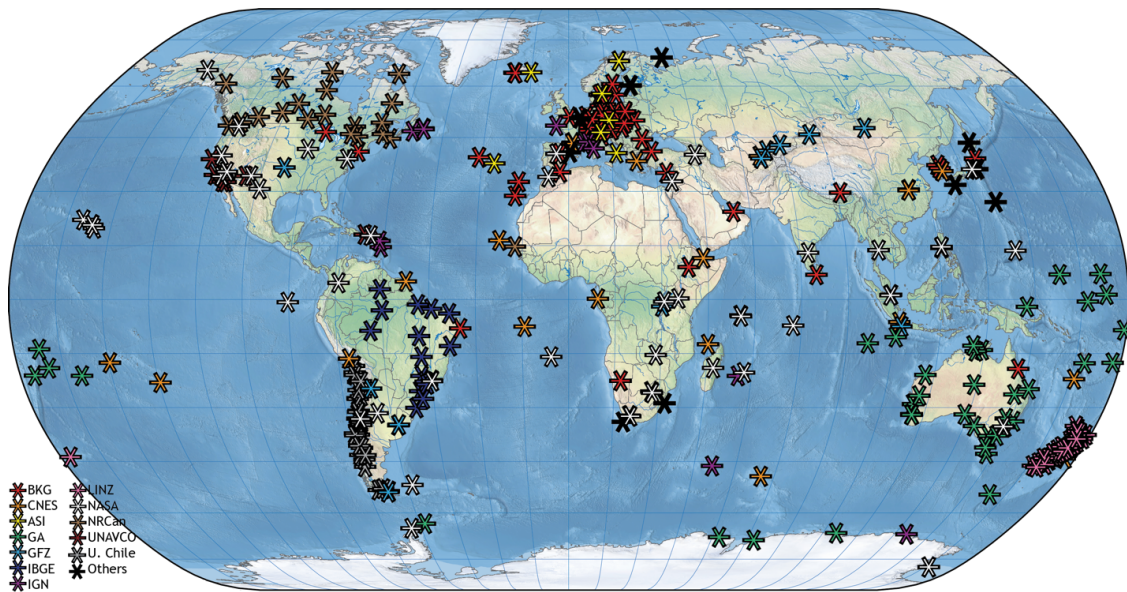 BKG
CNES
ASI
GA
GFZ
IBGE
IGN
LINZ
NASA
NRCan
UNAVCO
U. Chile
Others